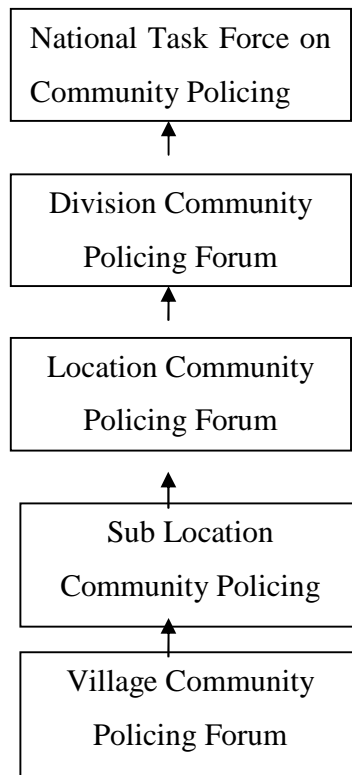 National Task Force on
Community Policing
Division Community
Policing Forum
Location Community
Policing Forum
Sub Location
Community Policing
Village Community
Policing Forum